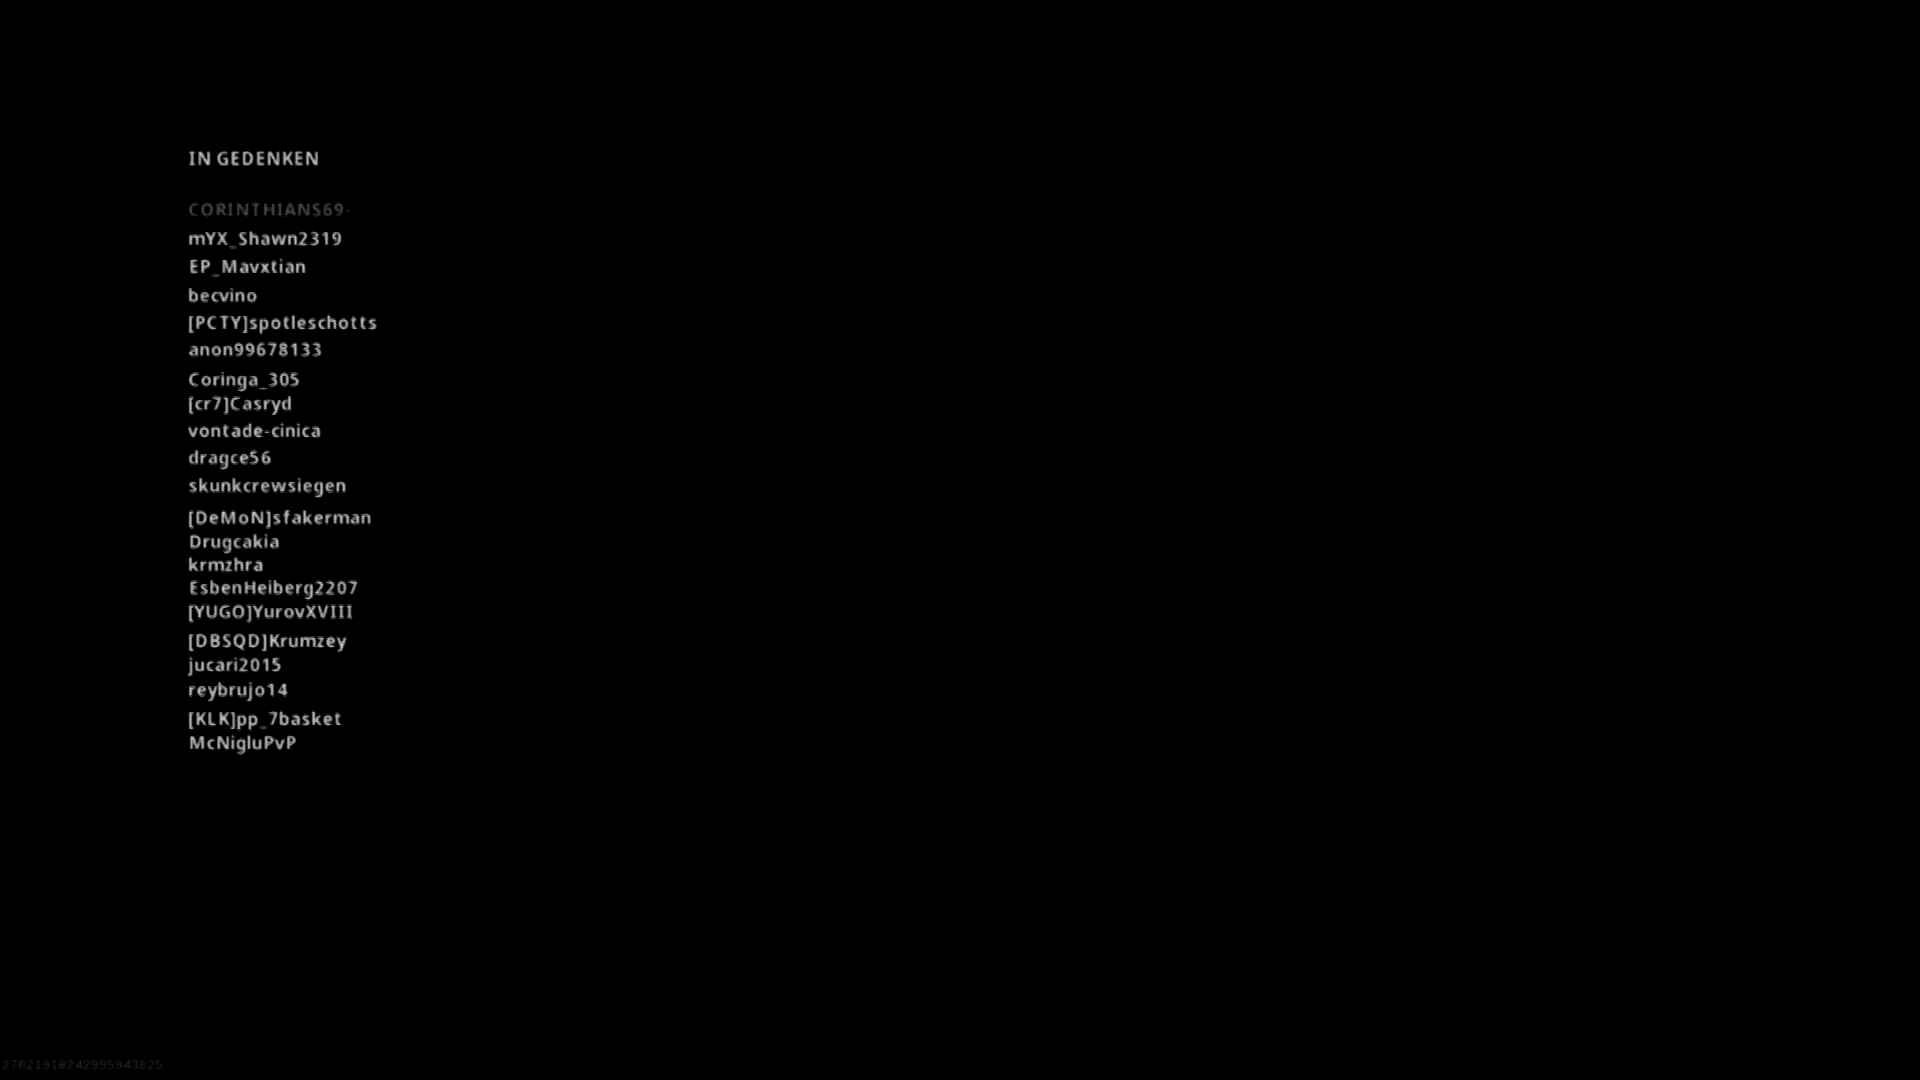 IN GEDENKEN
CORINTHIANS69-
mYX_Shawn2319
EP_Mavxtian
becvino
[PCTY]spotleschotts
anon99678133
Coringa_305
[cr7]Casryd
vontade-cinica
dragce56
skunkcrewsiegen
[DeMoN]sfakerman
Drugcakia
krmzhra
EsbenHeiberg2207
[YUGO]YurovXVIII
[DBSQD]Krumzey
jucari2015
reybrujo14
[KLK]pp_7basket
McNigluPvP